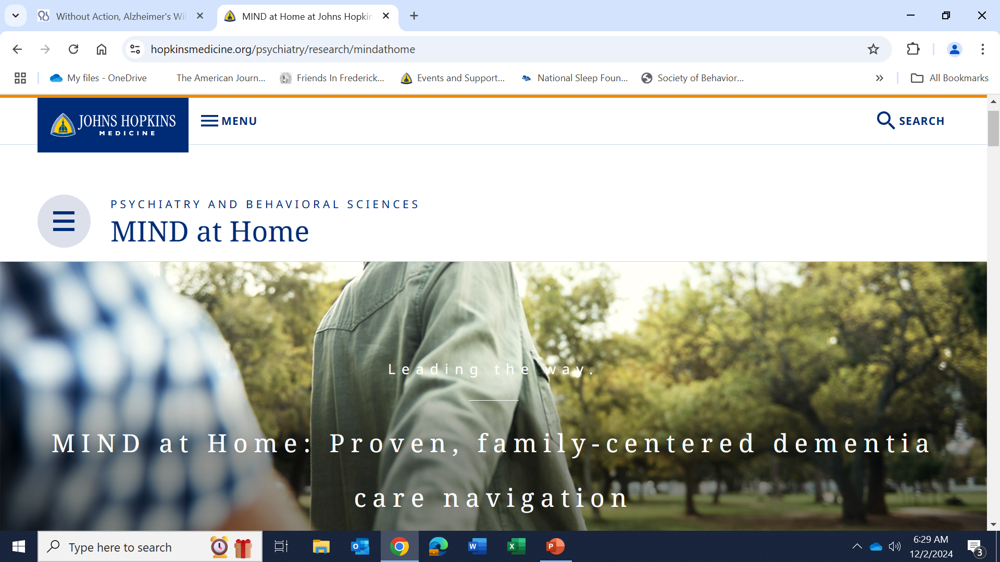 Without Action, Alzheimer's Wil
MIND at Home at Johns Hopkin
hopkinsmedicine.org/psychiatry/research/mindathome
My files - OneDrive
The American Journ...
Friends In Frederick...
Events and Support...
National Sleep Foun...
Society of Behavior...
All Bookmarks
JOHNS HOPKINS
MEDICINE
MENU
SEARCH
PSYCHIATRY AND BEHAVIORAL SCIENCES
MIND at Home
Leading the way.
MIND at Home: Proven, family-centered dementia
care navigation
Type here to search
6:29 AM
12/2/2024
3